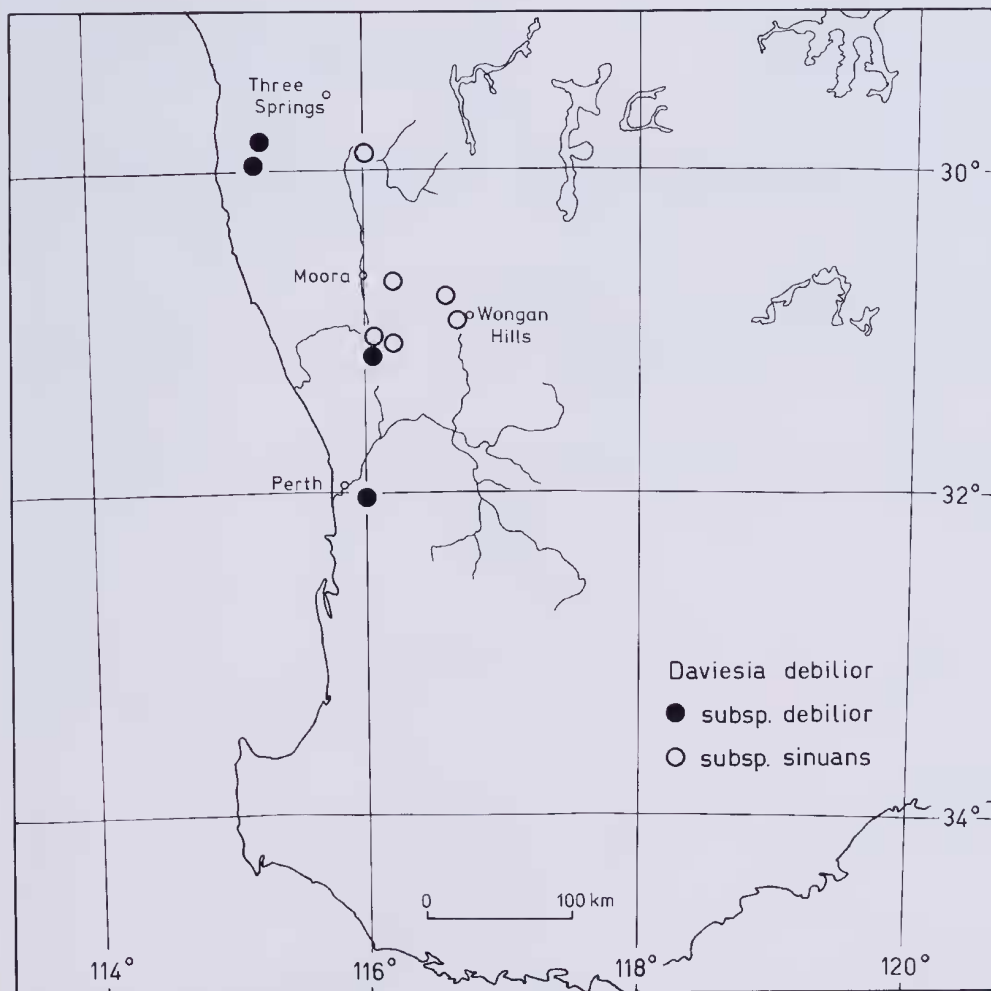 Three
Springs
30°
Moora
Wongan
Hills
Perth
32°
Daviesia debilior
subsp. debilior
subsp. sinuans
34°
0 100 km
114° 116° 118° 120°